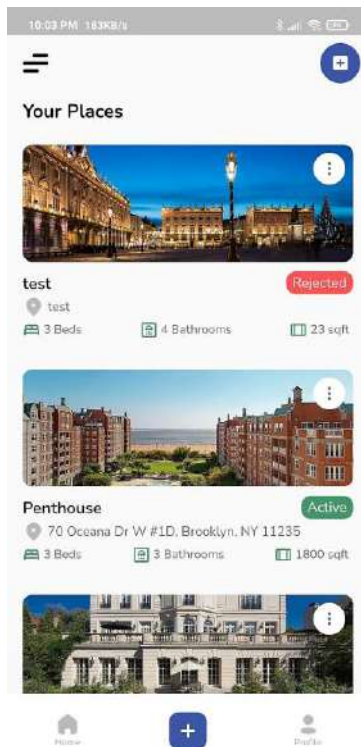 10:03 PM 183KB/s
Your Places
test
Rejected
test
3 Beds
4 Bathrooms
23 sqft
Penthouse
Active
70 Oceana Dr W #1D, Brooklyn, NY 11235
3 Beds
3 Bathrooms
1800 sqft
Home
Profile